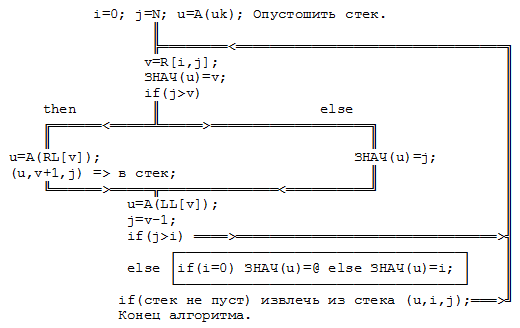 i=0; j=N; u=A(uk); Опустошить стек.
v=R[i,j];
ЗНАЧ(u)=v;
if(j>v)
then else
u=A(RL[v]); ЗНАЧ(u)=j;
(u,v+1,j) => в стек;
u=A(LL[v]);
j=v-1;
if(j>i)
else if(i=0) ЗНАЧ(u)=@ else ЗНАЧ(u)=i;
if(стек не пуст) извлечь из стека (u,i,j);
Конец алгоритма.